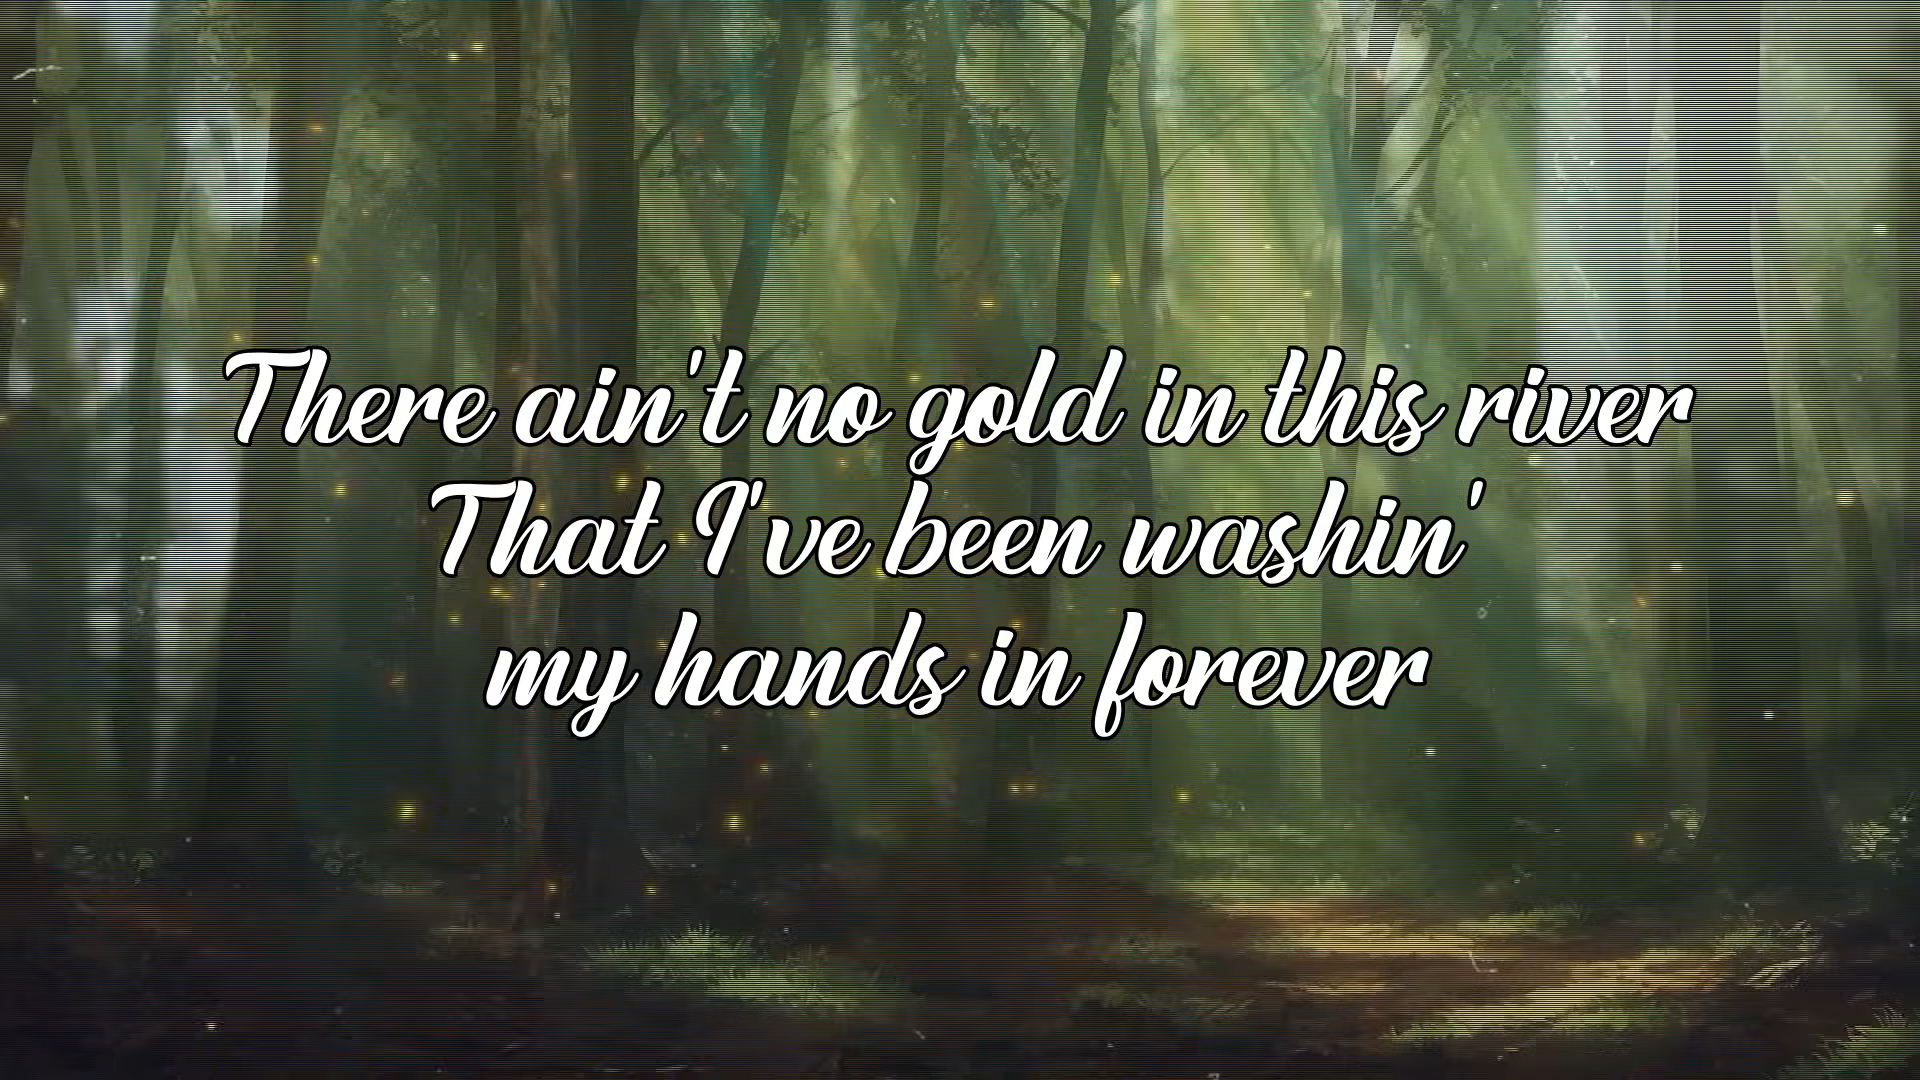 There ain't no gold in this river
That I've been washin'
my hands in forever